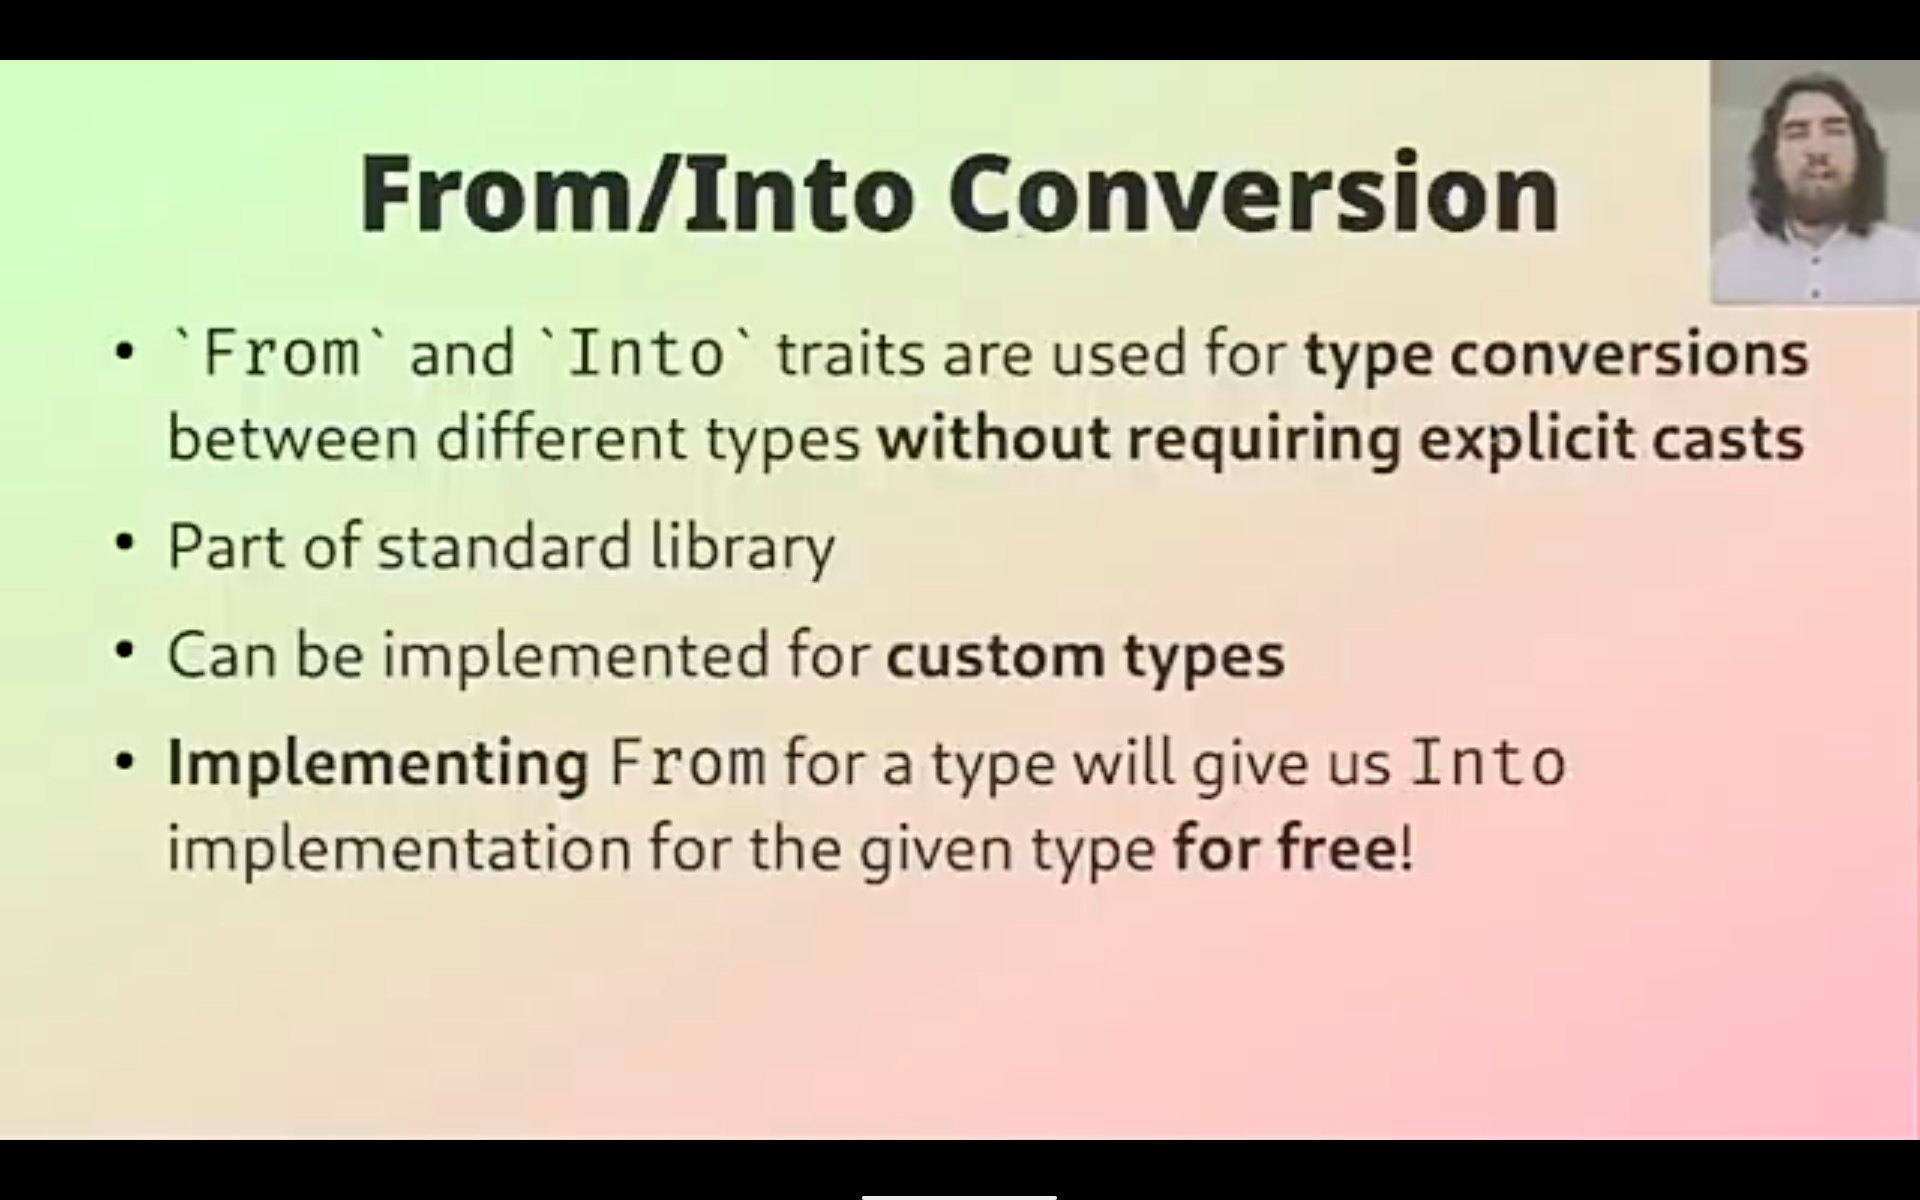 From/Into Conversion
• `From` and `Into` traits are used for type conversions
between different types without requiring explicit casts
• Part of standard library
• Can be implemented for custom types
• Implementing From for a type will give us Into
implementation for the given type for free!